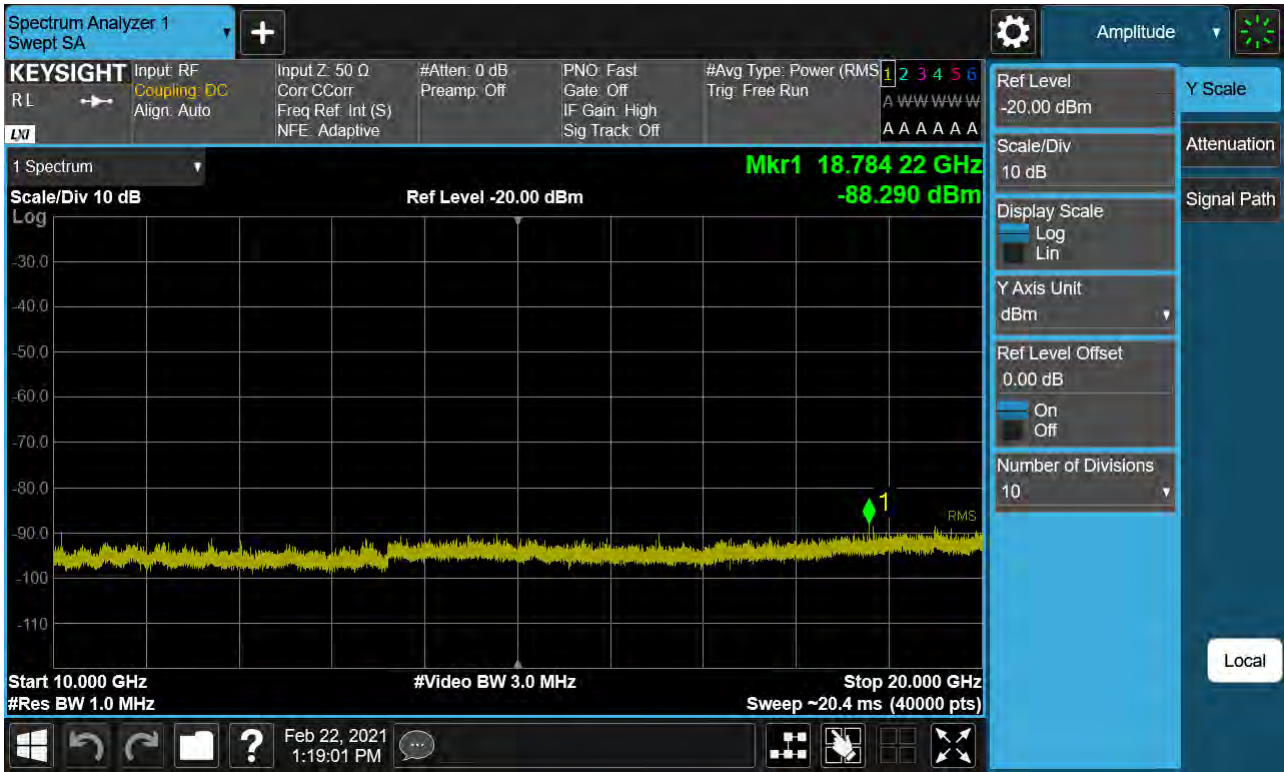 Spectrum Analyzer 1
Swept SA
Amplitude
KEYSIGHT
RL
LXI
Input: RF
Coupling: DC
Align: Auto
Input Z: 50 Ω
Corr CCorr
Freq Ref: Int (S)
NFE: Adaptive
#Atten: 0 dB
Preamp: Off
PNO: Fast
Gate: Off
IF Gain: High
Sig Track: Off
#Avg Type: Power (RMS
Trig: Free Run
1 2 3 4 5 6
A W W W W W
A A A A A A
1 Spectrum
Scale/Div 10 dB
Ref Level -20.00 dBm
Mkr1 18.784 22 GHz
-88.290 dBm
Log
-30.0
-40.0
-50.0
-60.0
-70.0
-80.0
-90.0
-100
-110
1
RMS
Start 10.000 GHz
#Res BW 1.0 MHz
#Video BW 3.0 MHz
Stop 20.000 GHz
Sweep ~20.4 ms (40000 pts)
Ref Level
-20.00 dBm
Scale/Div
10 dB
Display Scale
Log
Lin
Y Axis Unit
dBm
Ref Level Offset
0.00 dB
On
Off
Number of Divisions
10
Y Scale
Attenuation
Signal Path
Local
?
Feb 22, 2021
1:19:01 PM